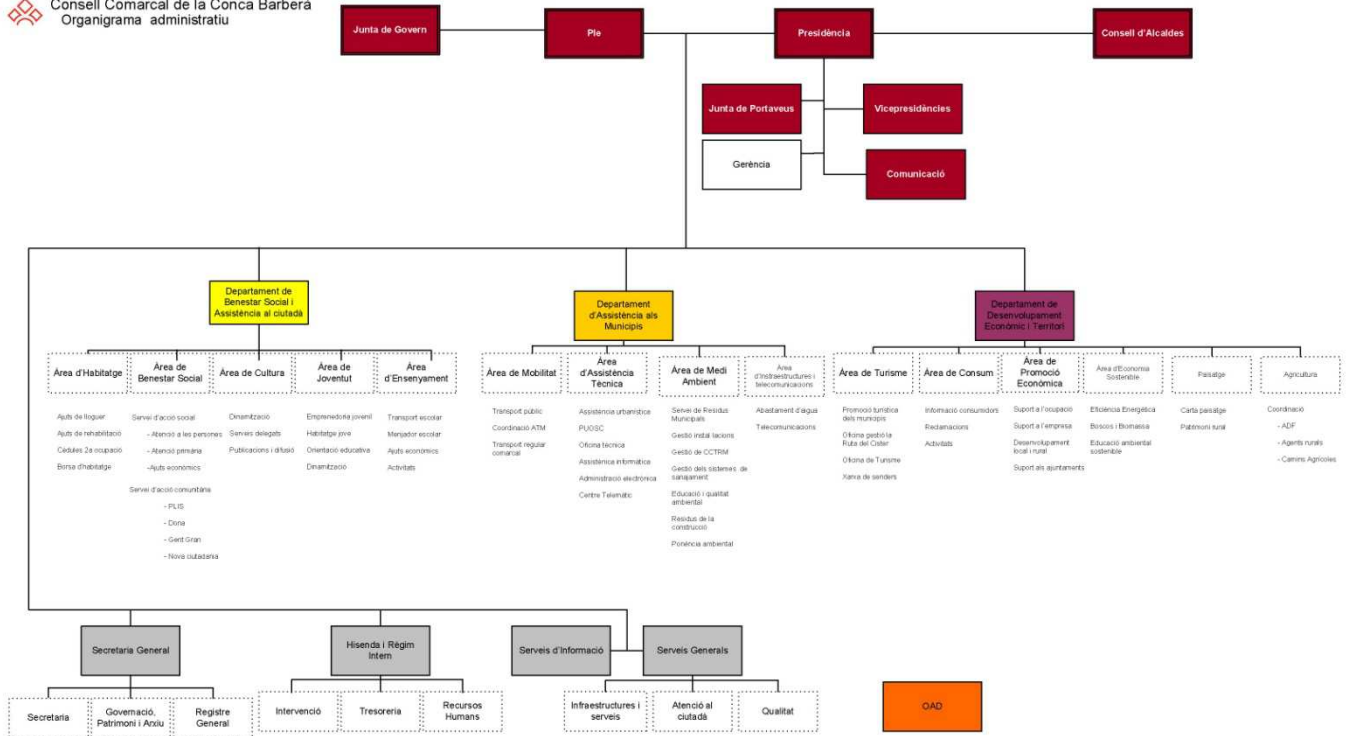 Consell Comarcal de la Conca Barberà
Organigrama administratiu
Junta de Govern
Ple
Presidència
Consell d'Alcaldes
Junta de Portaveus
Vicepresidències
Gerència
Comunicació
Departament de
Benestar Social i
Assistència al ciutadà
Departament
d'Assistència als
Municipis
Departament de
Desenvolupament
Econòmic i Territori
Àrea d'Habitatge
Àrea de
Benestar Social
Àrea de Cultura
Àrea de
Joventut
Àrea
d'Ensenyament
Àrea de Mobilitat
Àrea
d'Assistència
Tècnica
Àrea de Medi
Ambient
Àrea
d'Instraestructures i
telecomunicacions
Àrea de Turisme
Àrea de Consum
Àrea de
Promoció
Econòmica
Àrea d'Economia
Sostenible
Paisatge
Agricultura
Ajuts de lloguer
Ajuts de rehabilitació
Cèdules 2a ocupació
Borsa d'habitatge
Servei d'acció social
- Atenció a les persones
- Atenció primària
-Ajuts econòmics
Servei d'acció comunitària
- PLIS
- Dona
- Gent Gran
- Nova ciutadania
Dinamització
Serveis delegats
Publicacions i difusió
Emprenedoria jovenil
Habitatge jove
Orientació educativa
Dinamització
Transport escolar
Menjador escolar
Ajuts econòmics
Activitats
Transport públic
Coordinació ATM
Transport regular
comarcal
Assistència urbanística
PUOSC
Oficina tècnica
Assistènica informàtica
Administració electrònica
Centre Telemàtic
Servei de Residus
Municipals
Gestió instal lacions
Gestió de CCTRIM
Gestió dels sistemes de
sanajament
Educació i qualitat
ambiental
Residus de la
construcció
Ponència ambiental
Abastament d'aigua
Telecomunicacions
Promoció turística
dels municipis
Oficina gestió la
Ruta del Cister
Oficina de Turisme
Xarxa de senders
Informació consumidors
Reclamacions
Activitats
Suport a l'ocupació
Suport a l'empresa
Desenvolupament
local i rural
Suport als ajuntaments
Eficiència Energètica
Boscos i Biomassa
Educació ambiental
sostenible
Carta paisatge
Patrimoni rural
Coordinació
- ADF
- Agents rurals
- Camins Agrícoles
Secretaria General
Hisenda i Règim
Intern
Serveis d'Informació
Serveis Generals
Secretaria
Governació,
Patrimoni i Arxiu
Registre
General
Intervenció
Tresoreria
Recursos
Humans
Infraestructures i
serveis
Atenció al
ciutadà
Qualitat
OAD